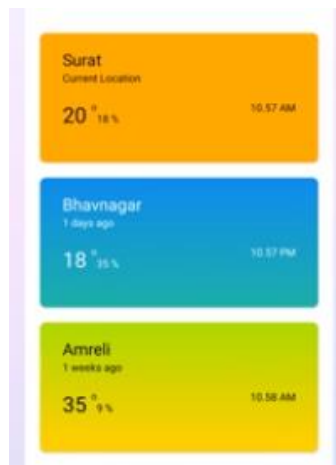 Surat
Current Location
20 ° 18 %
10.57 AM
Bhavnagar
1 days ago
18 ° 35 %
10.57 PM
Amreli
1 weeks ago
35 ° 9 %
10.58 AM